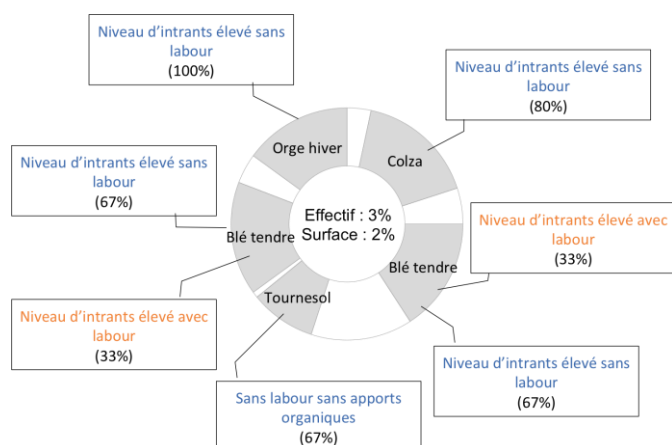 Niveau d'intrants élevé sans
labour
(100%)
Niveau d'intrants élevé sans
labour
(80%)
Orge hiver
Colza
Niveau d'intrants élevé sans
labour
(67%)
Effectif : 3%
Surface : 2%
Niveau d'intrants élevé avec
labour
(33%)
Blé tendre
Blé tendre
Tournesol
Niveau d'intrants élevé avec
labour
(33%)
Niveau d'intrants élevé sans
labour
(67%)
Sans labour sans apports
organiques
(67%)